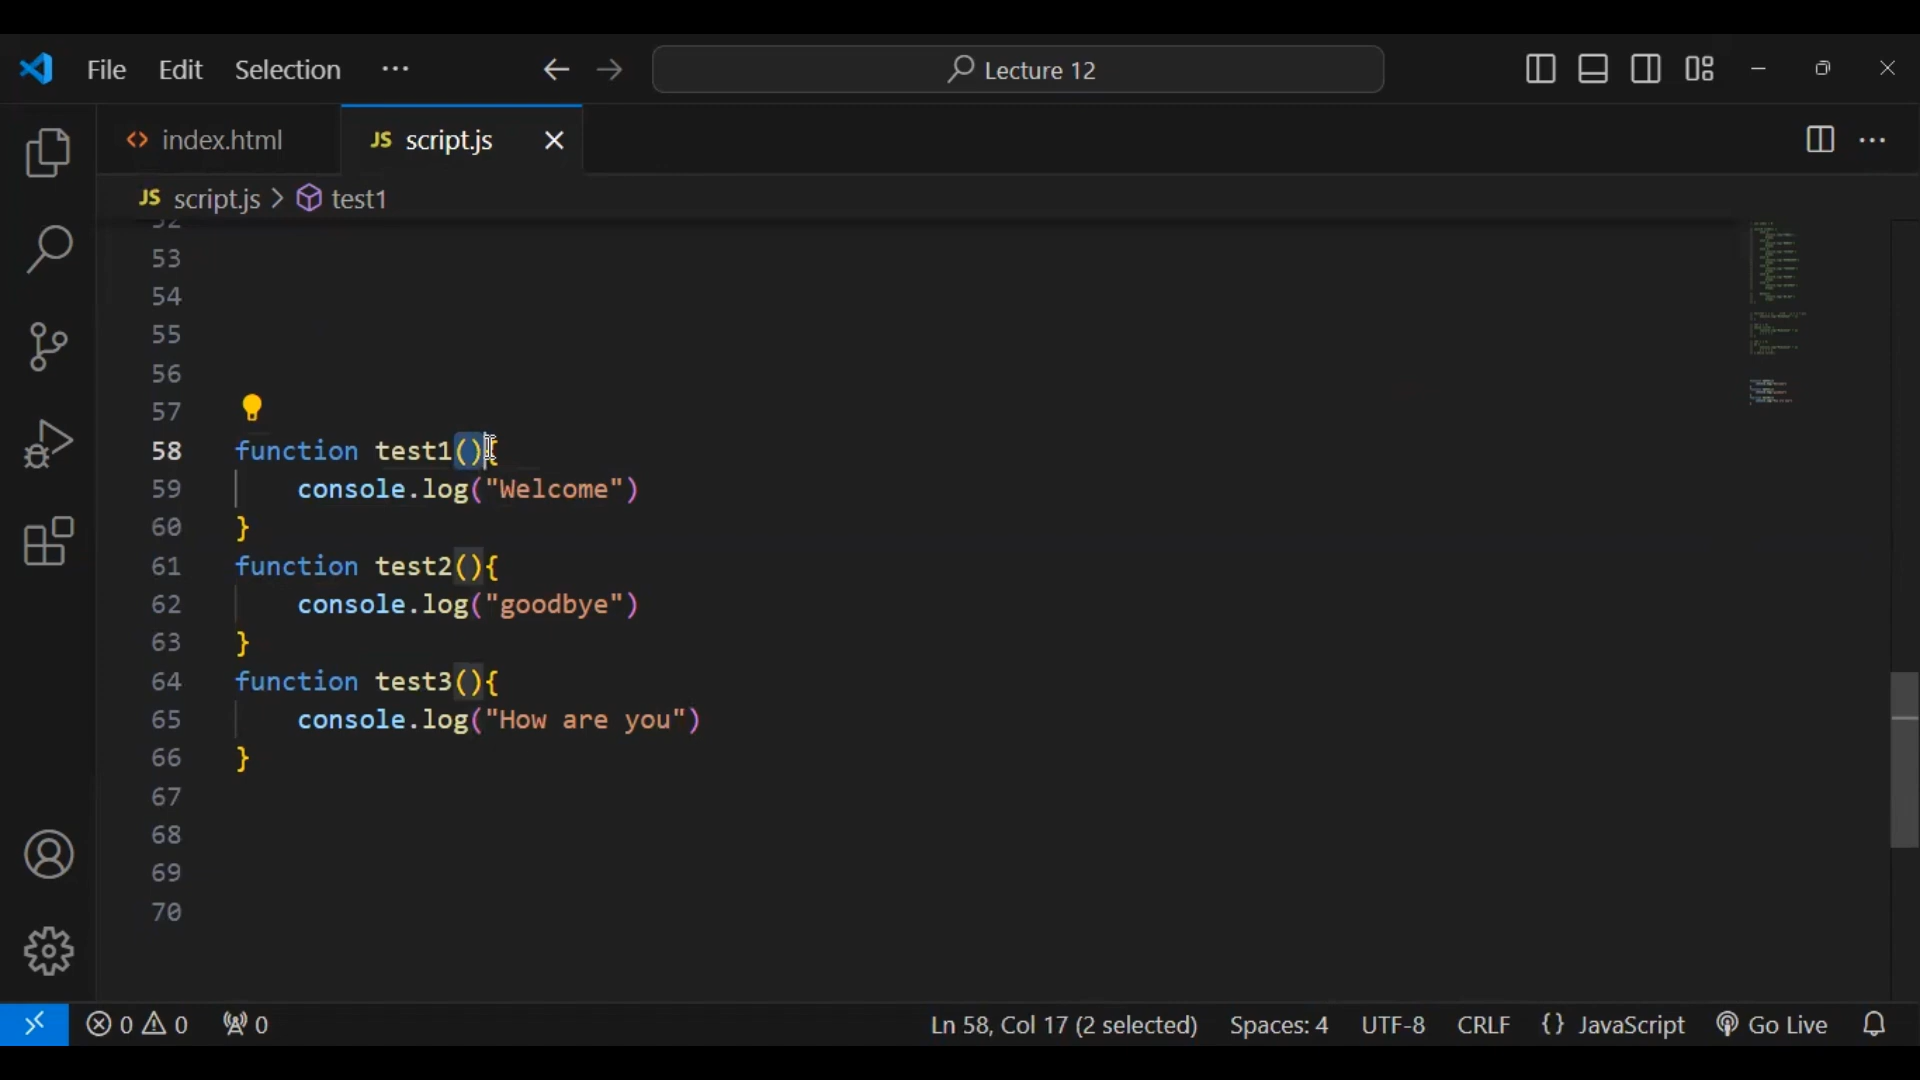 File Edit Selection ··· Lecture 12
index.html JS script.js
JS script.js > test1
52
53
54
55
56
57
58 function test1(){
59 console.log("Welcome")
60 }
61 function test2(){
62 console.log("goodbye")
63 }
64 function test3(){
65 console.log("How are you")
66 }
67
68
69
70
0 0 0 Ln 58, Col 17 (2 selected) Spaces: 4 UTF-8 CRLF {} JavaScript Go Live